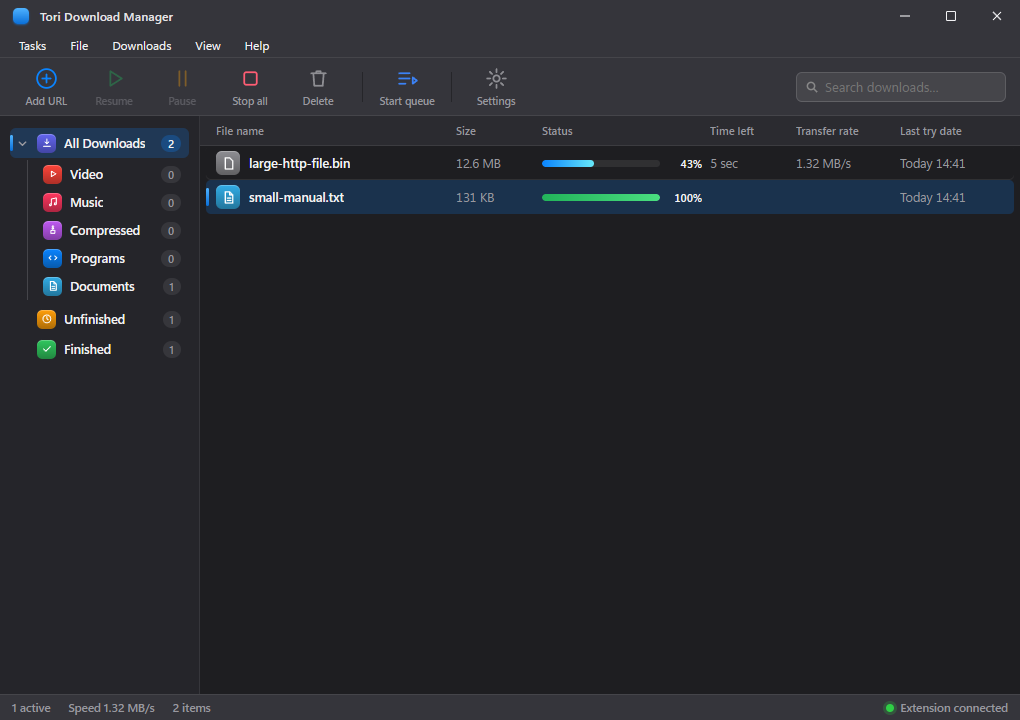 Tori Download Manager
Tasks File Downloads View Help
Add URL Resume Pause Stop all Delete Start queue Settings Search downloads...
File name Size Status Time left Transfer rate Last try date
All Downloads 2
Video 0
Music 0
Compressed 0
Programs 0
Documents 1
Unfinished 1
Finished 1
large-http-file.bin 12.6 MB 43% 5 sec 1.32 MB/s Today 14:41
small-manual.txt 131 KB 100% Today 14:41
1 active Speed 1.32 MB/s 2 items Extension connected